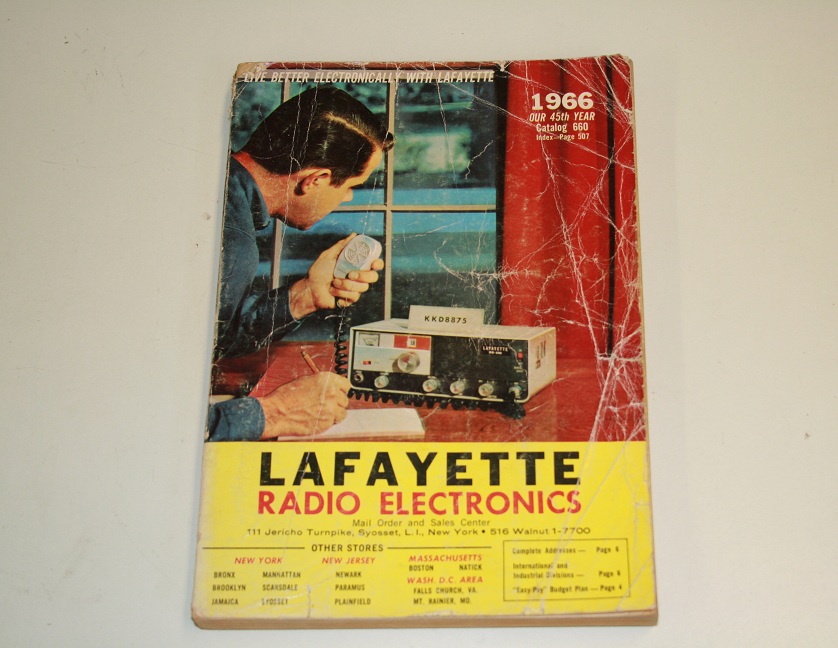 LIVE BETTER ELECTRONICALLY WITH LAFAYETTE
1966
OUR 45th YEAR
Catalog 660
Index—Page 507
KKD8875
LAFAYETTE
LAFAYETTE
RADIO ELECTRONICS
Mail Order and Sales Center
111 Jericho Turnpike, Syosset, L. I., New York • 516 Walnut 1-7700
OTHER STORES
NEW YORK
BRONX MANHATTAN
BROOKLYN SCARSDALE
JAMAICA SYOSSET
NEW JERSEY
NEWARK
PARAMUS
PLAINFIELD
MASSACHUSETTS
BOSTON NATICK
WASH. D.C. AREA
FALLS CHURCH, VA.
MT. RAINIER, MD.
Complete Addresses — Page 6
International and
Industrial Divisions — Page 6
"Easy-Pay" Budget Plan — Page 4